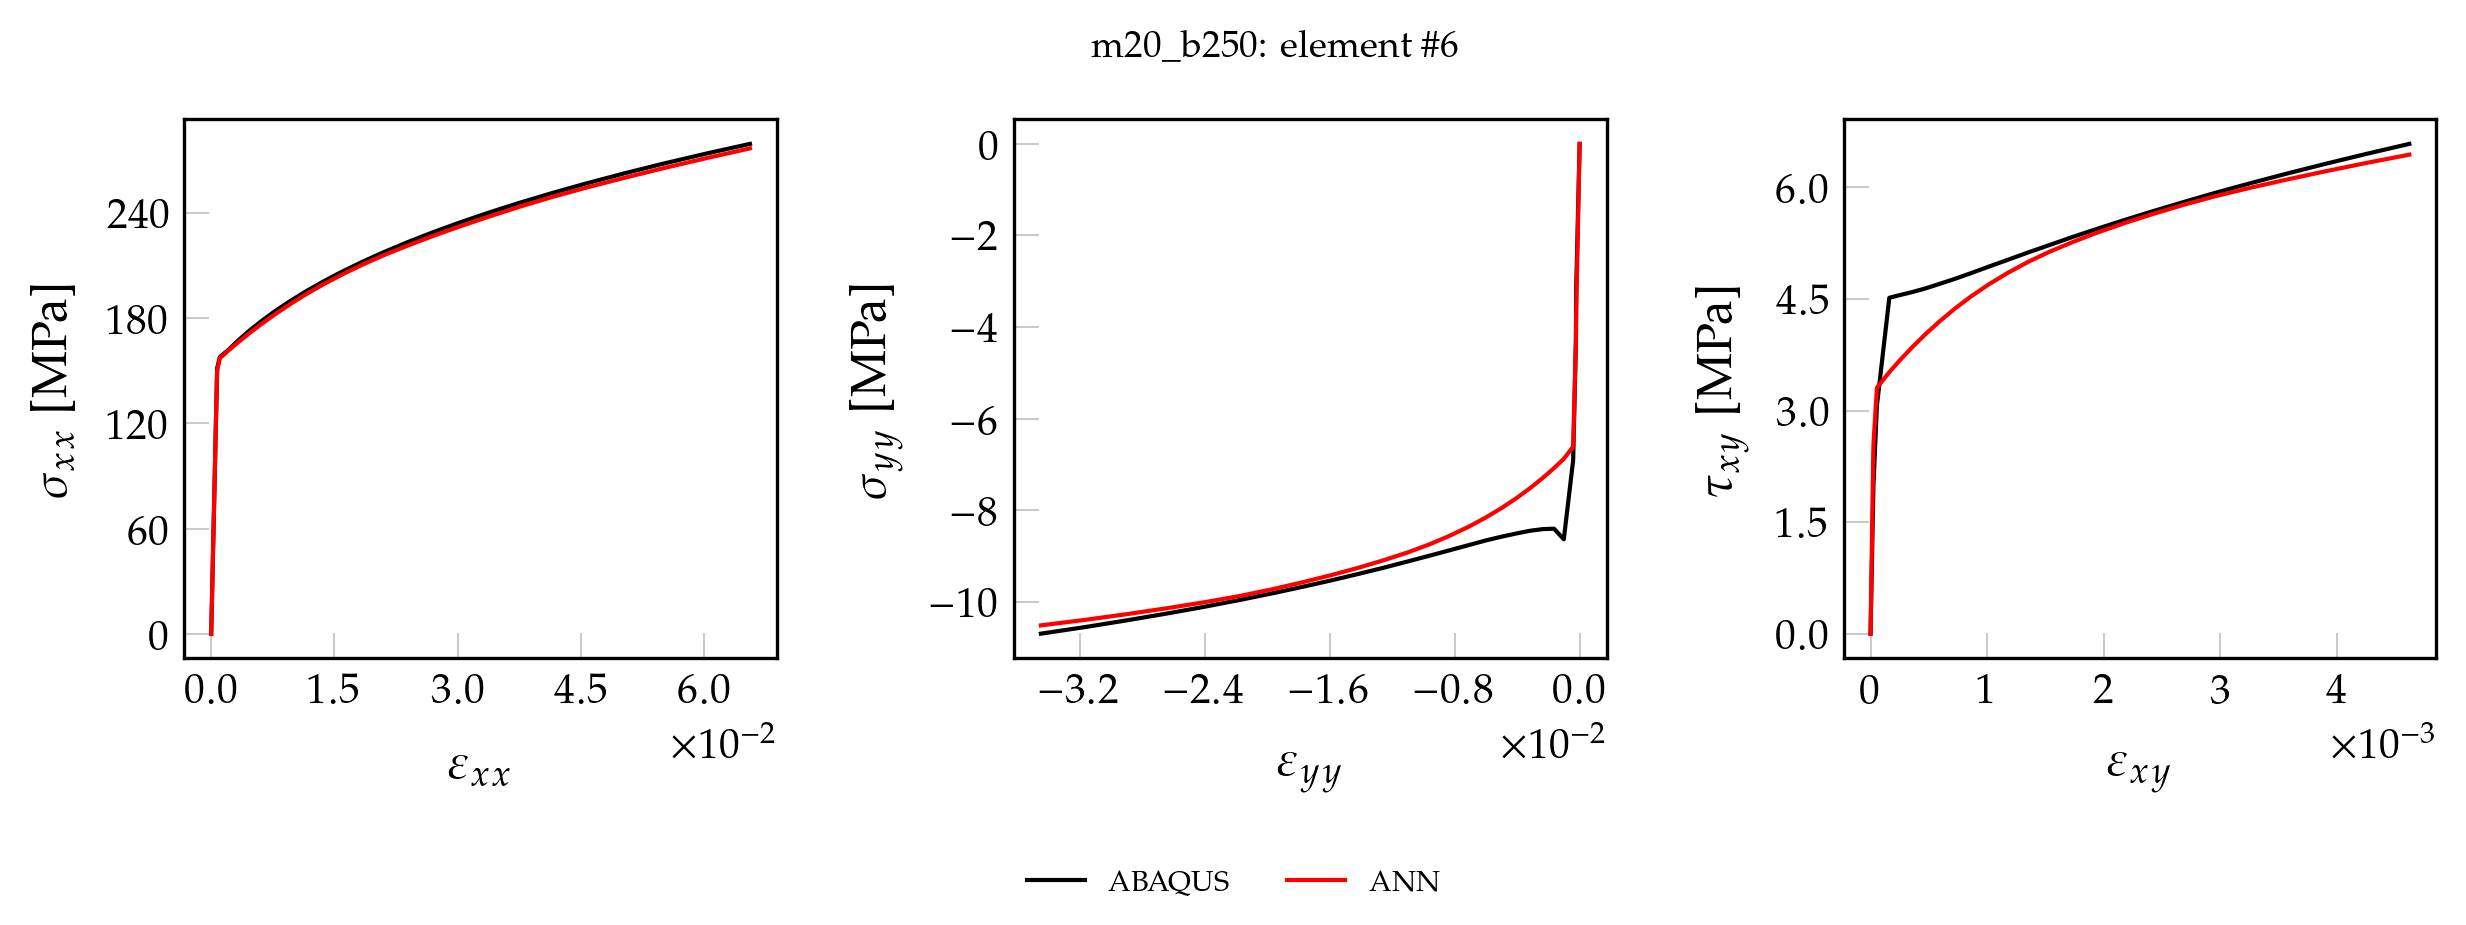 m20_b250: element #6
σxx [MPa]
240
180
120
60
0
0.0 1.5 3.0 4.5 6.0
×10−2
εxx
σyy [MPa]
0
−2
−4
−6
−8
−10
−3.2 −2.4 −1.6 −0.8 0.0
×10−2
εyy
τxy [MPa]
6.0
4.5
3.0
1.5
0.0
0 1 2 3 4
×10−3
εxy
ABAQUS ANN